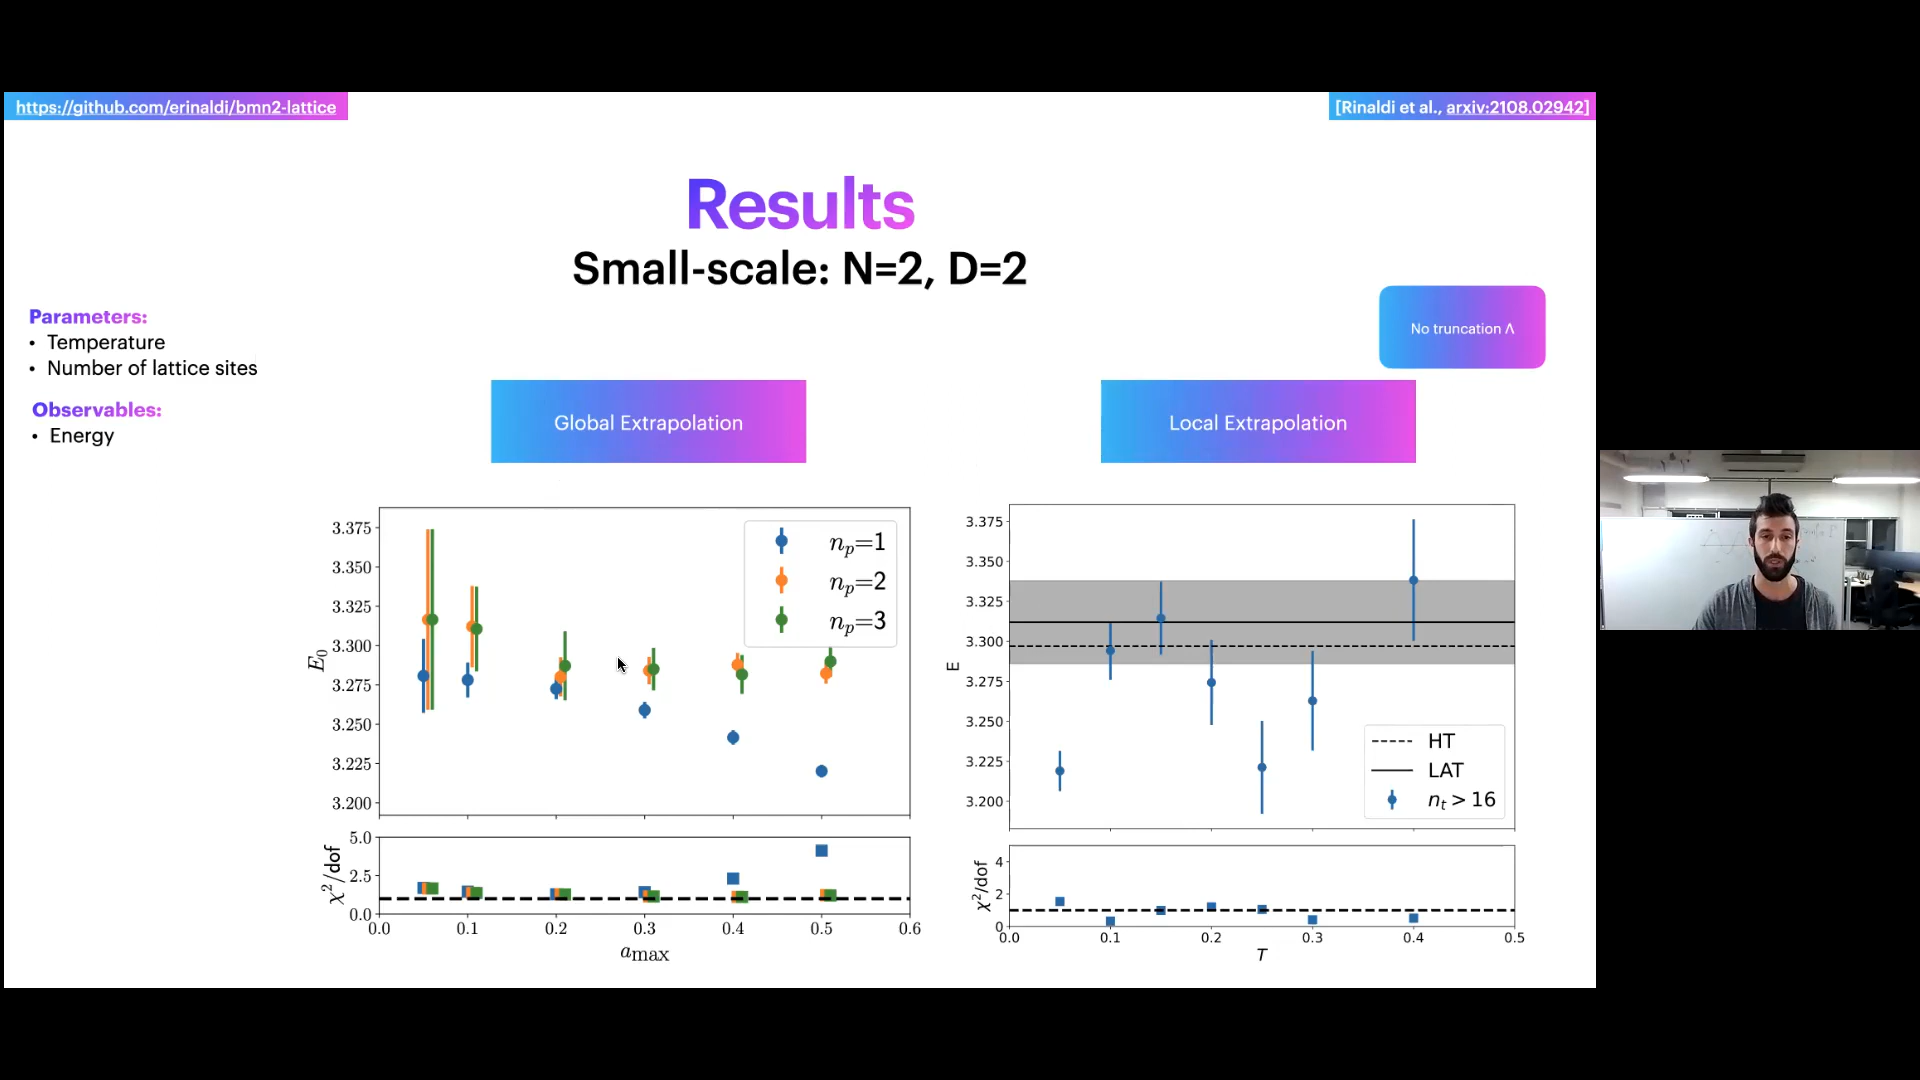 https://github.com/erinaldi/bmn2-lattice
[Rinaldi et al., arxiv:2108.02942]
Results
Small-scale: N=2, D=2
Parameters:
• Temperature
• Number of lattice sites
Observables:
• Energy
No truncation Λ
Global Extrapolation
Local Extrapolation
3.375
3.350
3.325
3.300
3.275
3.250
3.225
3.200
E₀
nₚ=1
nₚ=2
nₚ=3
5.0
2.5
0.0
χ²/dof
0.0 0.1 0.2 0.3 0.4 0.5 0.6
aₘₐₓ
3.375
3.350
3.325
3.300
3.275
3.250
3.225
3.200
E
HT
LAT
nₜ > 16
4
2
0
χ²/dof
0.0 0.1 0.2 0.3 0.4 0.5
T